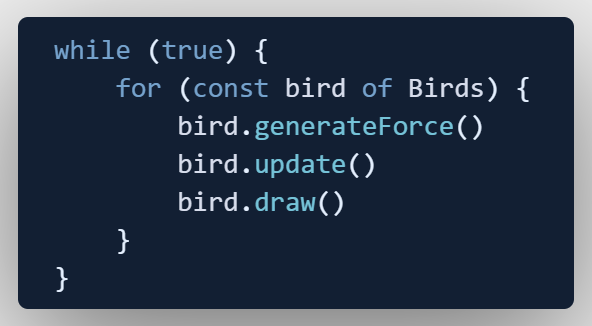 while (true) {
    for (const bird of Birds) {
        bird.generateForce()
        bird.update()
        bird.draw()
    }
}